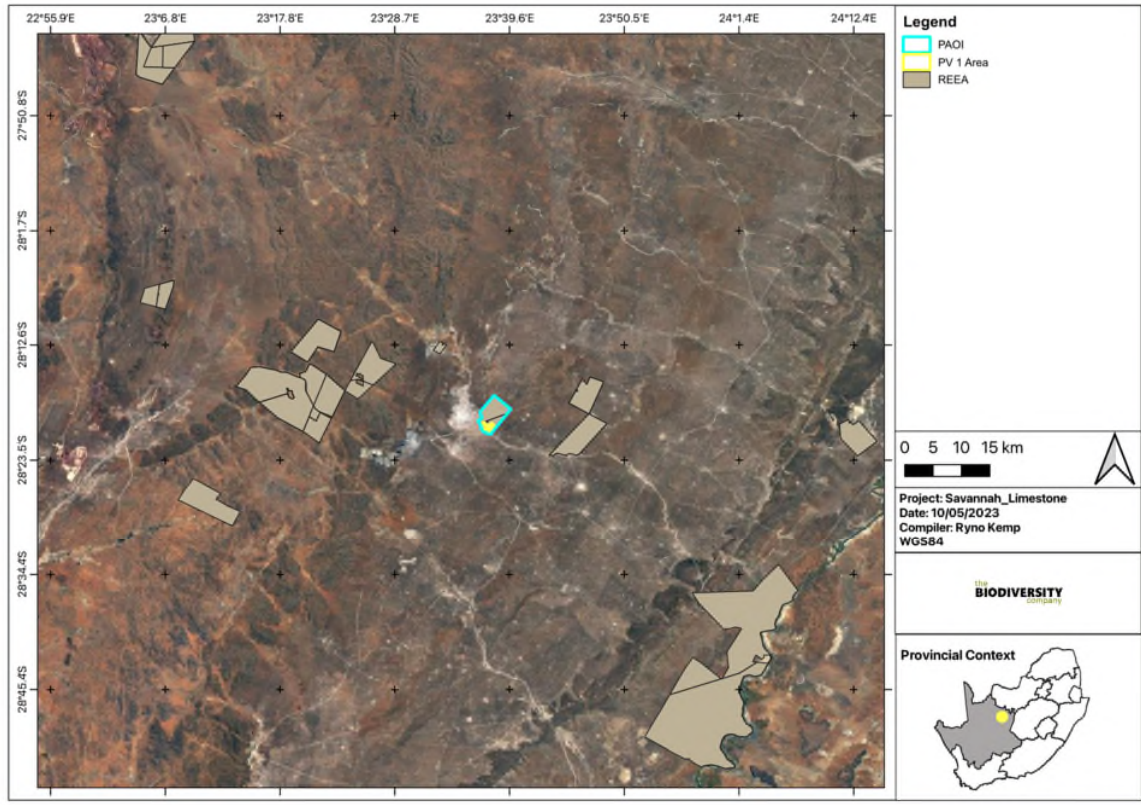 22°55.9'E 23°6.8'E 23°17.8'E 23°28.7'E 23°39.6'E 23°50.5'E 24°1.4'E 24°12.4'E
27°50.8'S
28°1.7'S
28°12.6'S
28°23.5'S
28°34.4'S
28°45.4'S
Legend
PAOI
PV 1 Area
REEA
0 5 10 15 km
Project: Savannah_Limestone
Date: 10/05/2023
Compiler: Ryno Kemp
WGS84
the
BIODIVERSITY
company
Provincial Context